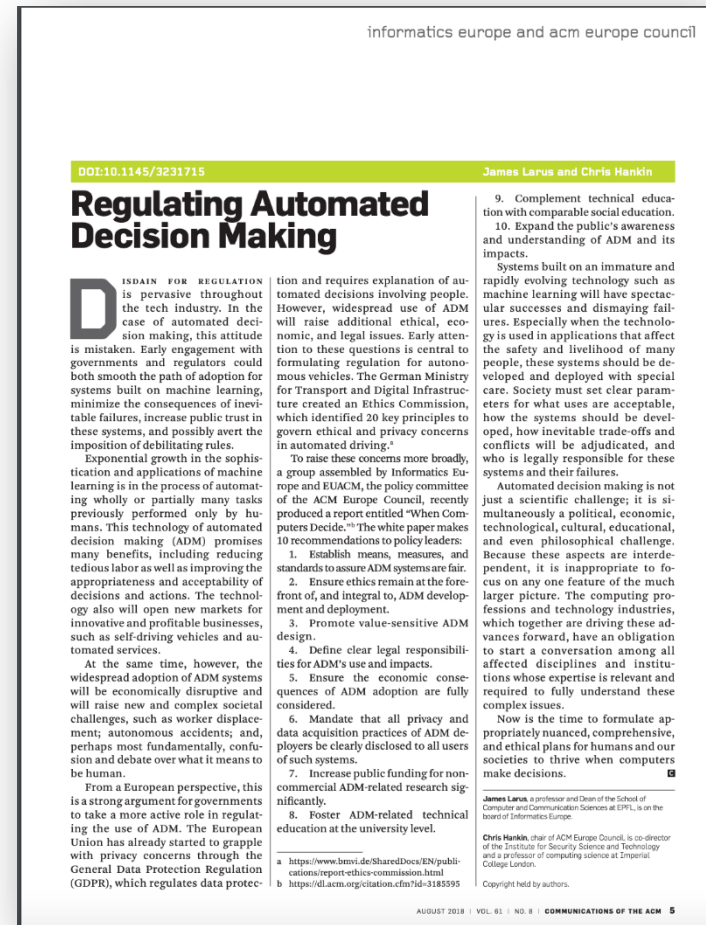 informatics europe and acm europe council
DOI:10.1145/3231715
James Larus and Chris Hankin
Regulating Automated
Decision Making
DISDAIN FOR REGULATION
is pervasive throughout
the tech industry. In the
case of automated deci-
sion making, this attitude
is mistaken. Early engagement with
governments and regulators could
both smooth the path of adoption for
systems built on machine learning,
minimize the consequences of inevi-
table failures, increase public trust in
these systems, and possibly avert the
imposition of debilitating rules.
Exponential growth in the sophis-
tication and applications of machine
learning is in the process of automat-
ing wholly or partially many tasks
previously performed only by hu-
mans. This technology of automated
decision making (ADM) promises
many benefits, including reducing
tedious labor as well as improving the
appropriateness and acceptability of
decisions and actions. The technol-
ogy also will open new markets for
innovative and profitable businesses,
such as self-driving vehicles and au-
tomated services.
At the same time, however, the
widespread adoption of ADM systems
will be economically disruptive and
will raise new and complex societal
challenges, such as worker displace-
ment; autonomous accidents; and,
perhaps most fundamentally, confu-
sion and debate over what it means to
be human.
From a European perspective, this
is a strong argument for governments
to take a more active role in regulat-
ing the use of ADM. The European
Union has already started to grapple
with privacy concerns through the
General Data Protection Regulation
(GDPR), which regulates data protec-
tion and requires explanation of au-
tomated decisions involving people.
However, widespread use of ADM
will raise additional ethical, eco-
nomic, and legal issues. Early atten-
tion to these questions is central to
formulating regulation for autono-
mous vehicles. The German Ministry
for Transport and Digital Infrastruc-
ture created an Ethics Commission,
which identified 20 key principles to
govern ethical and privacy concerns
in automated driving.a
To raise these concerns more broadly,
a group assembled by Informatics Eu-
rope and EUACM, the policy committee
of the ACM Europe Council, recently
produced a report entitled "When Com-
puters Decide."b The white paper makes
10 recommendations to policy leaders:
1. Establish means, measures, and
standards to assure ADM systems are fair.
2. Ensure ethics remain at the fore-
front of, and integral to, ADM develop-
ment and deployment.
3. Promote value-sensitive ADM
design.
4. Define clear legal responsibili-
ties for ADM's use and impacts.
5. Ensure the economic conse-
quences of ADM adoption are fully
considered.
6. Mandate that all privacy and
data acquisition practices of ADM de-
ployers be clearly disclosed to all users
of such systems.
7. Increase public funding for non-
commercial ADM-related research sig-
nificantly.
8. Foster ADM-related technical
education at the university level.
a https://www.bmvi.de/SharedDocs/EN/publi-
cations/report-ethics-commission.html
b https://dl.acm.org/citation.cfm?id=3185595
9. Complement technical educa-
tion with comparable social education.
10. Expand the public's awareness
and understanding of ADM and its
impacts.
Systems built on an immature and
rapidly evolving technology such as
machine learning will have spectac-
ular successes and dismaying fail-
ures. Especially when the technolo-
gy is used in applications that affect
the safety and livelihood of many
people, these systems should be de-
veloped and deployed with special
care. Society must set clear param-
eters for what uses are acceptable,
how the systems should be devel-
oped, how inevitable trade-offs and
conflicts will be adjudicated, and
who is legally responsible for these
systems and their failures.
Automated decision making is not
just a scientific challenge; it is si-
multaneously a political, economic,
technological, cultural, educational,
and even philosophical challenge.
Because these aspects are interde-
pendent, it is inappropriate to fo-
cus on any one feature of the much
larger picture. The computing pro-
fessions and technology industries,
which together are driving these ad-
vances forward, have an obligation
to start a conversation among all
affected disciplines and institu-
tions whose expertise is relevant and
required to fully understand these
complex issues.
Now is the time to formulate ap-
propriately nuanced, comprehensive,
and ethical plans for humans and our
societies to thrive when computers
make decisions. C
James Larus, a professor and Dean of the School of
Computer and Communication Sciences at EPFL, is on the
board of Informatics Europe.
Chris Hankin, chair of ACM Europe Council, is co-director
of the Institute for Security Science and Technology
and a professor of computing science at Imperial
College London.
Copyright held by authors.
AUGUST 2018 | VOL. 61 | NO. 8 | COMMUNICATIONS OF THE ACM 5